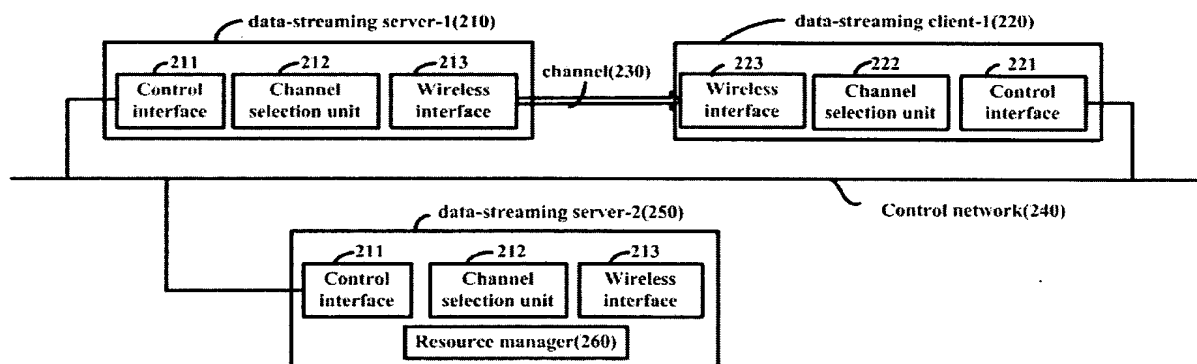 data-streaming server-1(210)
data-streaming client-1(220)
211
212
213
channel(230)
223
222
221
Control
interface
Channel
selection unit
Wireless
interface
Wireless
interface
Channel
selection unit
Control
interface
data-streaming server-2(250)
Control network(240)
211
212
213
Control
interface
Channel
selection unit
Wireless
interface
Resource manager(260)